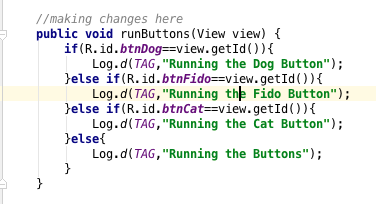 //making changes here
public void runButtons(View view) {
if(R.id.btnDog==view.getId()){
Log.d(TAG,"Running the Dog Button");
}else if(R.id.btnFido==view.getId()){
Log.d(TAG,"Running the Fido Button");
}else if(R.id.btnCat==view.getId()){
Log.d(TAG,"Running the Cat Button");
}else{
Log.d(TAG,"Running the Buttons");
}
}